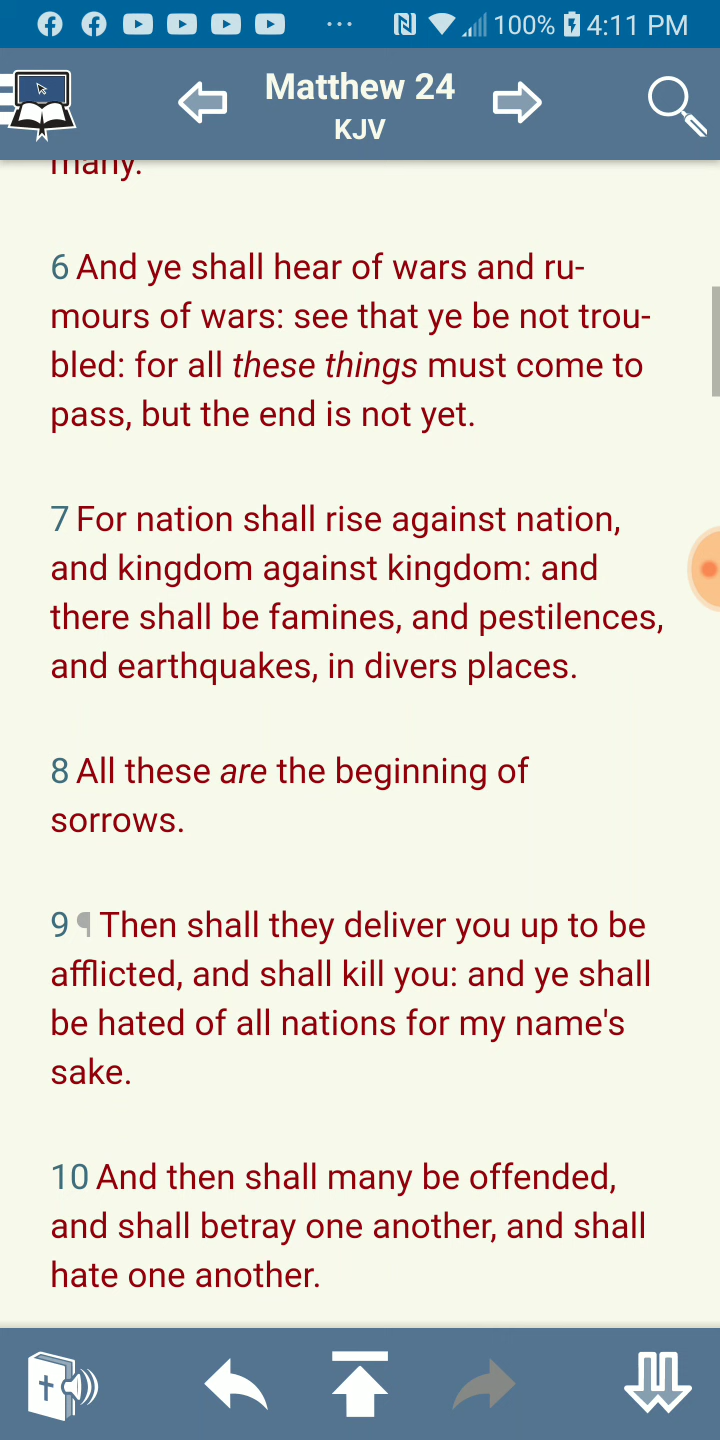 ... 100% 4:11 PM
Matthew 24
KJV
many.
6 And ye shall hear of wars and ru-
mours of wars: see that ye be not trou-
bled: for all these things must come to
pass, but the end is not yet.
7 For nation shall rise against nation,
and kingdom against kingdom: and
there shall be famines, and pestilences,
and earthquakes, in divers places.
8 All these are the beginning of
sorrows.
9 ¶ Then shall they deliver you up to be
afflicted, and shall kill you: and ye shall
be hated of all nations for my name's
sake.
10 And then shall many be offended,
and shall betray one another, and shall
hate one another.